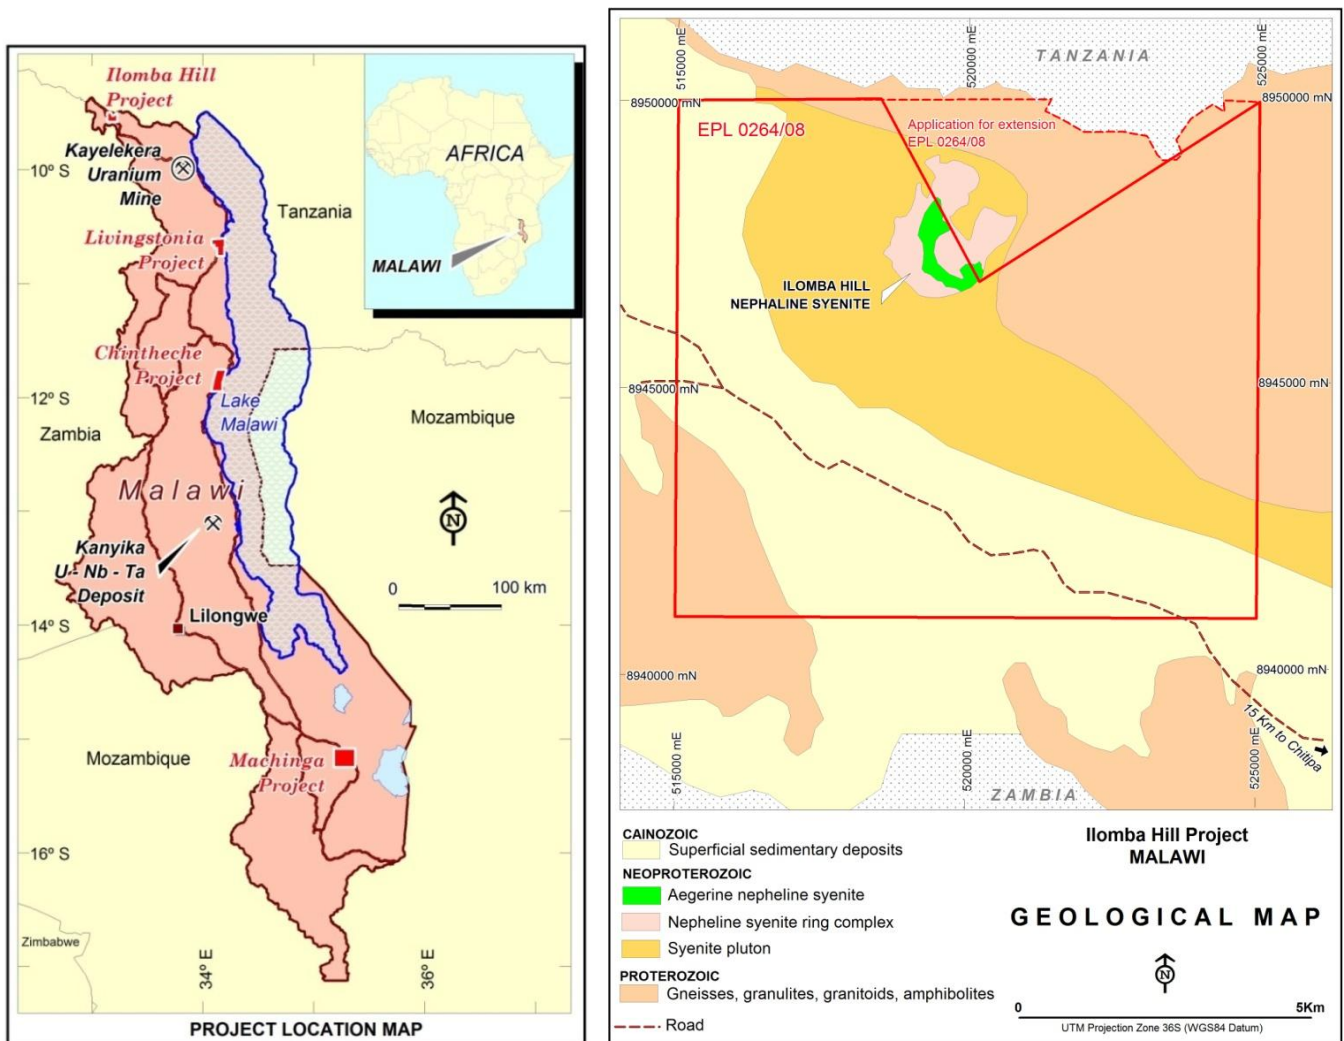 Ilomba Hill
Project
Kayelekera
Uranium
Mine
10° S
Tanzania
Livingstonia
Project
AFRICA
MALAWI
Chintheche
Project
12° S
Lake
Malawi
Zambia
Mozambique
Malawi
N
Kanyika
U - Nb - Ta
Deposit
0 100 km
Lilongwe
14° S
Mozambique
Machinga
Project
16° S
Zimbabwe
34° E
36° E
PROJECT LOCATION MAP
515000 mE
520000 mE
525000 mE
TANZANIA
8950000 mN
8950000 mN
EPL 0264/08
Application for extension
EPL 0264/08
ILOMBA HILL
NEPHALINE SYENITE
8945000 mN
8945000 mN
8940000 mN
8940000 mN
15 Km to Chitipa
515000 mE
520000 mE
525000 mE
ZAMBIA
CAINOZOIC
Superficial sedimentary deposits
NEOPROTEROZOIC
Aegerine nepheline syenite
Nepheline syenite ring complex
Syenite pluton
PROTEROZOIC
Gneisses, granulites, granitoids, amphibolites
Road
Ilomba Hill Project
MALAWI
GEOLOGICAL MAP
N
0 5Km
UTM Projection Zone 36S (WGS84 Datum)